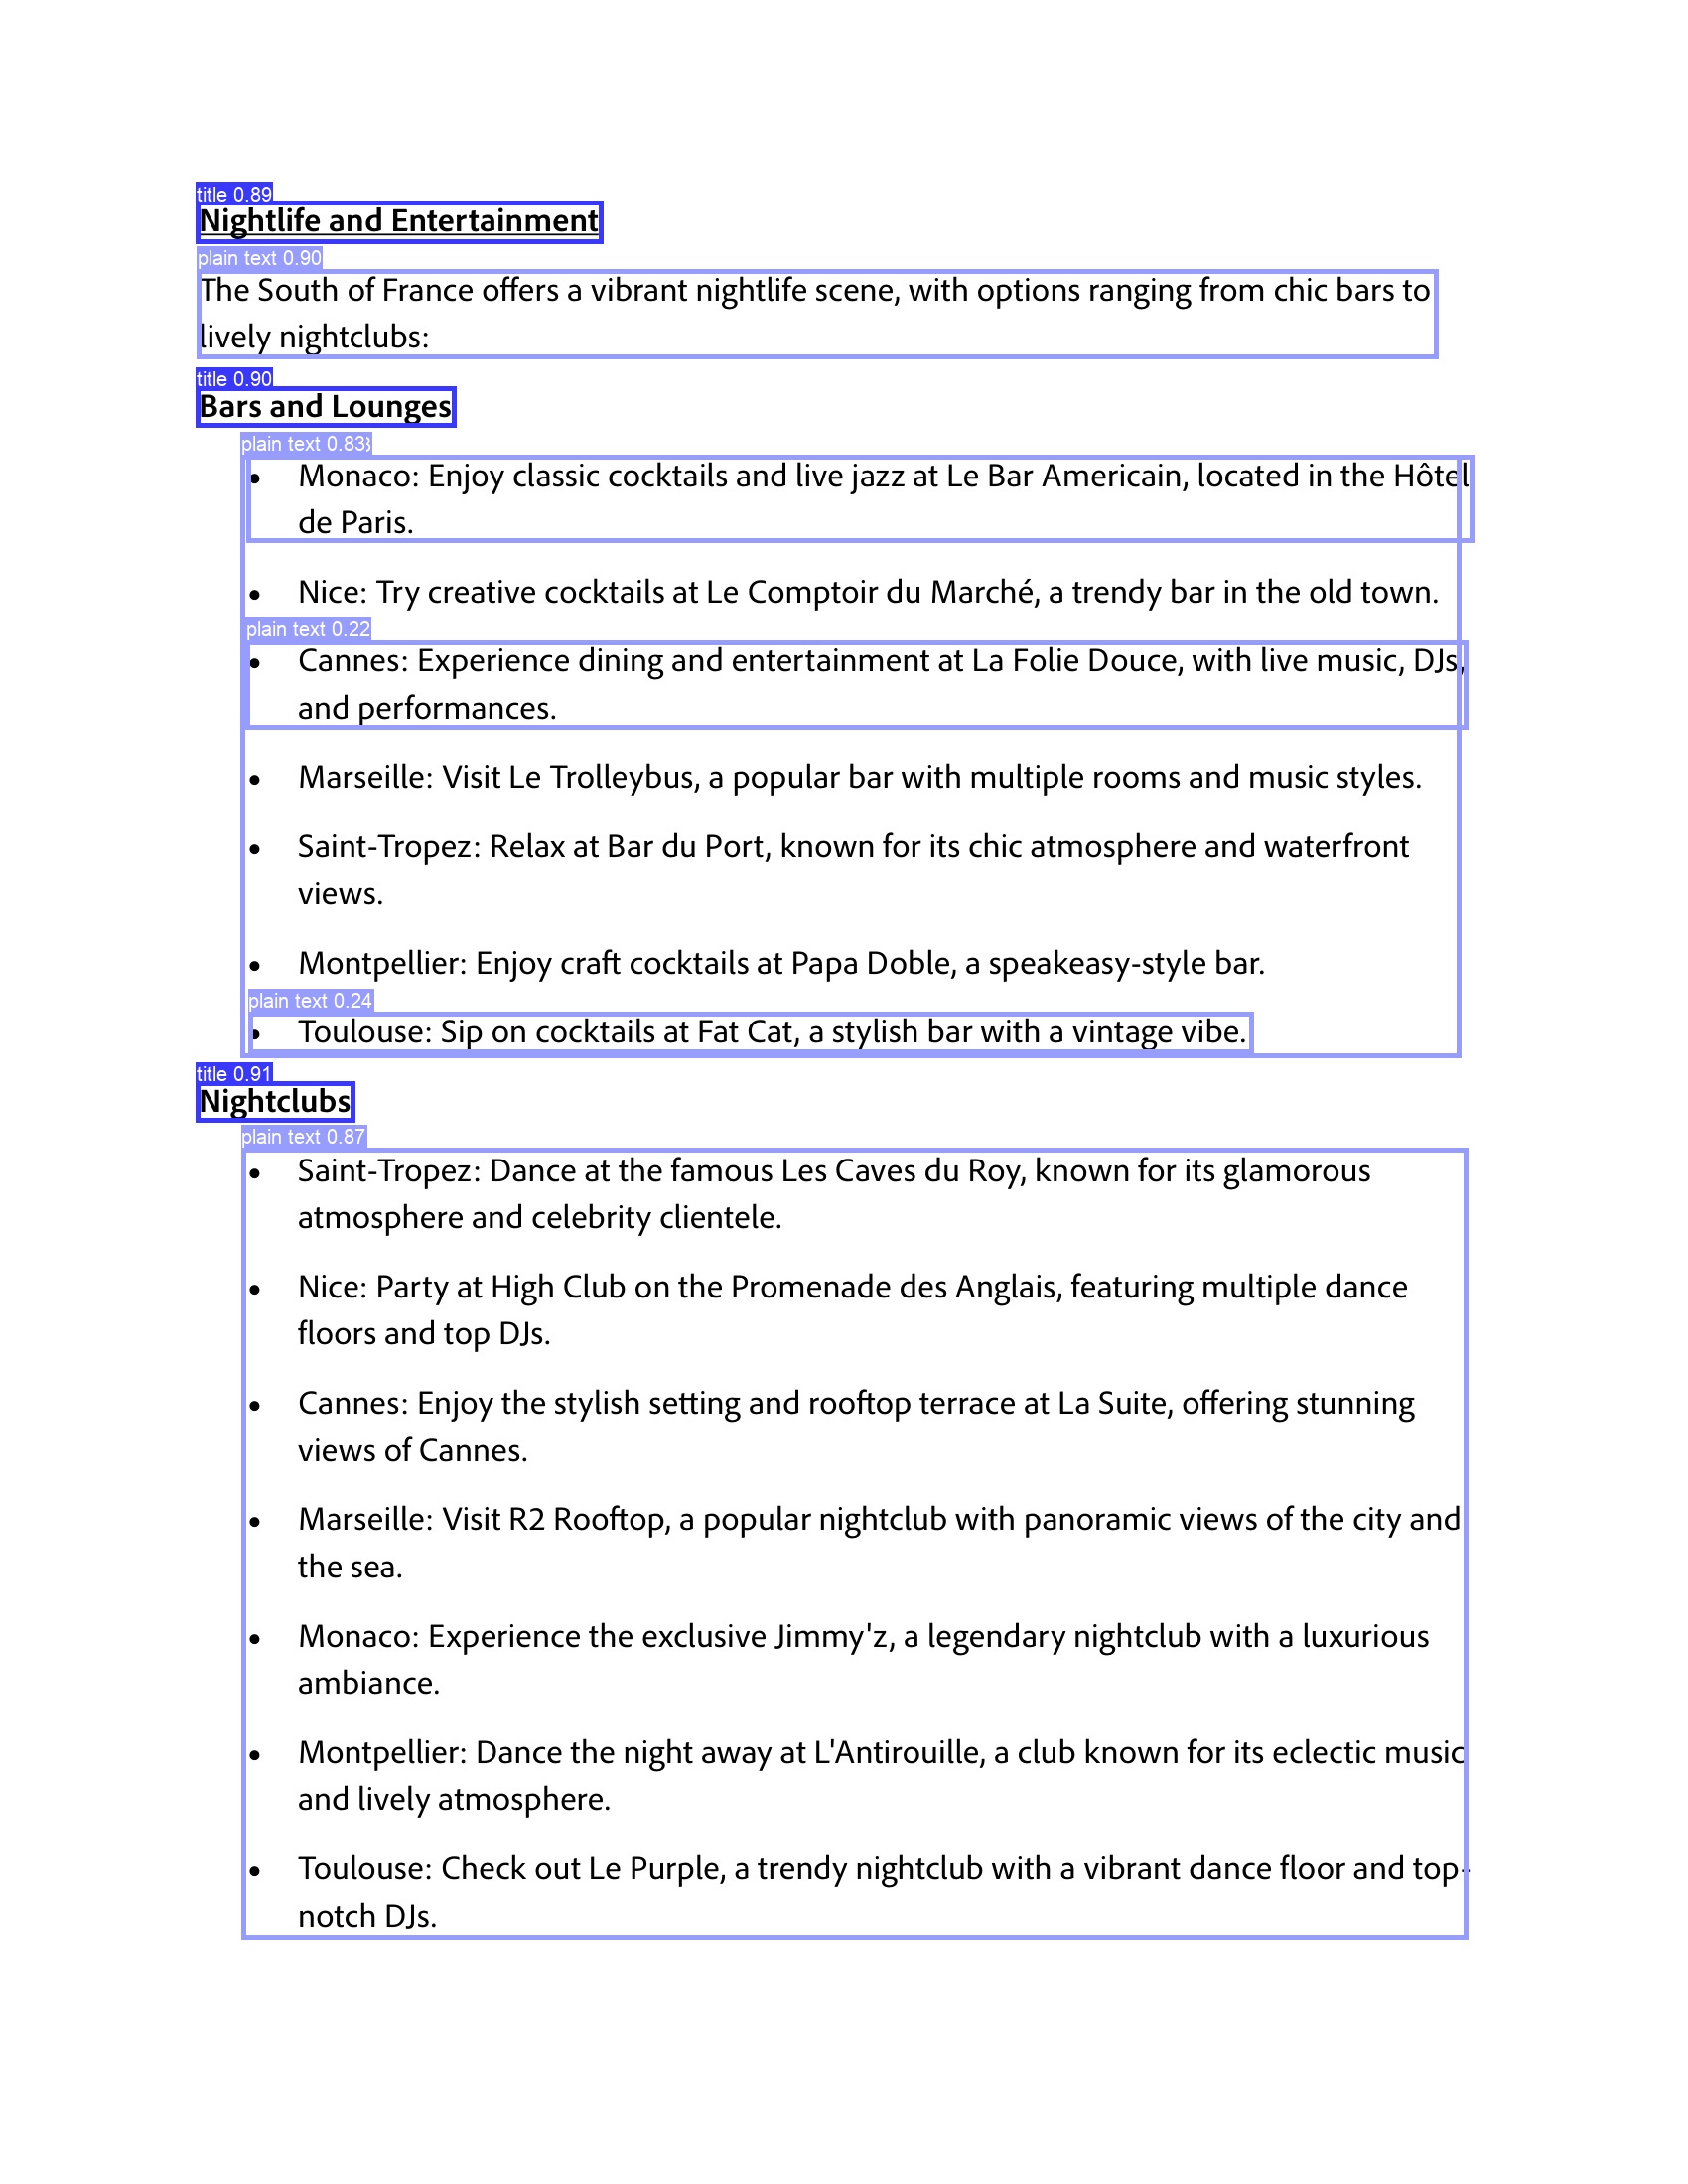 title 0.89
Nightlife and Entertainment
plain text 0.90
The South of France offers a vibrant nightlife scene, with options ranging from chic bars to
lively nightclubs:
title 0.90
Bars and Lounges
plain text 0.83
• Monaco: Enjoy classic cocktails and live jazz at Le Bar Americain, located in the Hôtel
de Paris.
• Nice: Try creative cocktails at Le Comptoir du Marché, a trendy bar in the old town.
plain text 0.22
• Cannes: Experience dining and entertainment at La Folie Douce, with live music, DJs,
and performances.
• Marseille: Visit Le Trolleybus, a popular bar with multiple rooms and music styles.
• Saint-Tropez: Relax at Bar du Port, known for its chic atmosphere and waterfront
views.
• Montpellier: Enjoy craft cocktails at Papa Doble, a speakeasy-style bar.
plain text 0.24
• Toulouse: Sip on cocktails at Fat Cat, a stylish bar with a vintage vibe.
title 0.91
Nightclubs
plain text 0.87
• Saint-Tropez: Dance at the famous Les Caves du Roy, known for its glamorous
atmosphere and celebrity clientele.
• Nice: Party at High Club on the Promenade des Anglais, featuring multiple dance
floors and top DJs.
• Cannes: Enjoy the stylish setting and rooftop terrace at La Suite, offering stunning
views of Cannes.
• Marseille: Visit R2 Rooftop, a popular nightclub with panoramic views of the city and
the sea.
• Monaco: Experience the exclusive Jimmy'z, a legendary nightclub with a luxurious
ambiance.
• Montpellier: Dance the night away at L'Antirouille, a club known for its eclectic music
and lively atmosphere.
• Toulouse: Check out Le Purple, a trendy nightclub with a vibrant dance floor and top-
notch DJs.